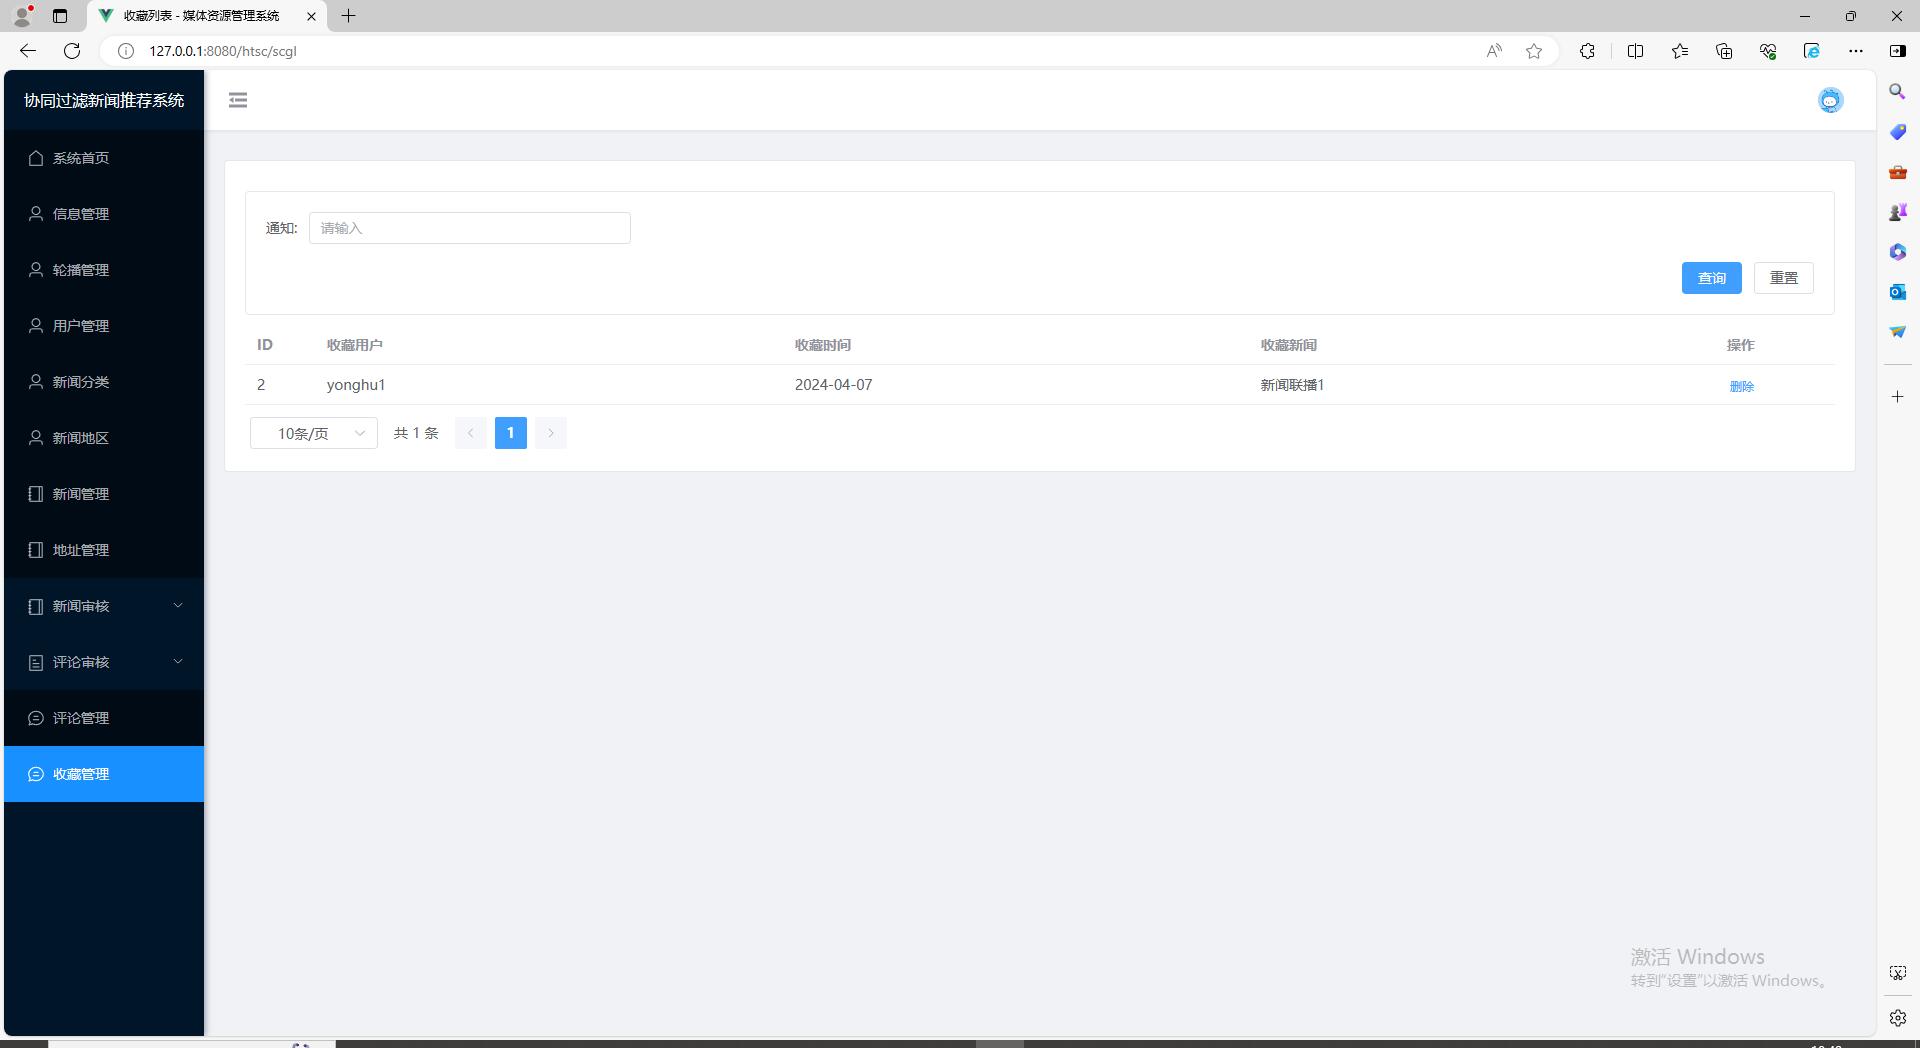 收藏列表 - 媒体资源管理系统
127.0.0.1:8080/htsc/scgl
协同过滤新闻推荐系统
系统首页
信息管理
轮播管理
用户管理
新闻分类
新闻地区
新闻管理
地址管理
新闻审核
评论审核
评论管理
收藏管理
通知: 请输入
查询 重置
ID 收藏用户 收藏时间 收藏新闻 操作
2 yonghu1 2024-04-07 新闻联播1 删除
10条/页 共 1 条 1
激活 Windows
转到"设置"以激活 Windows。